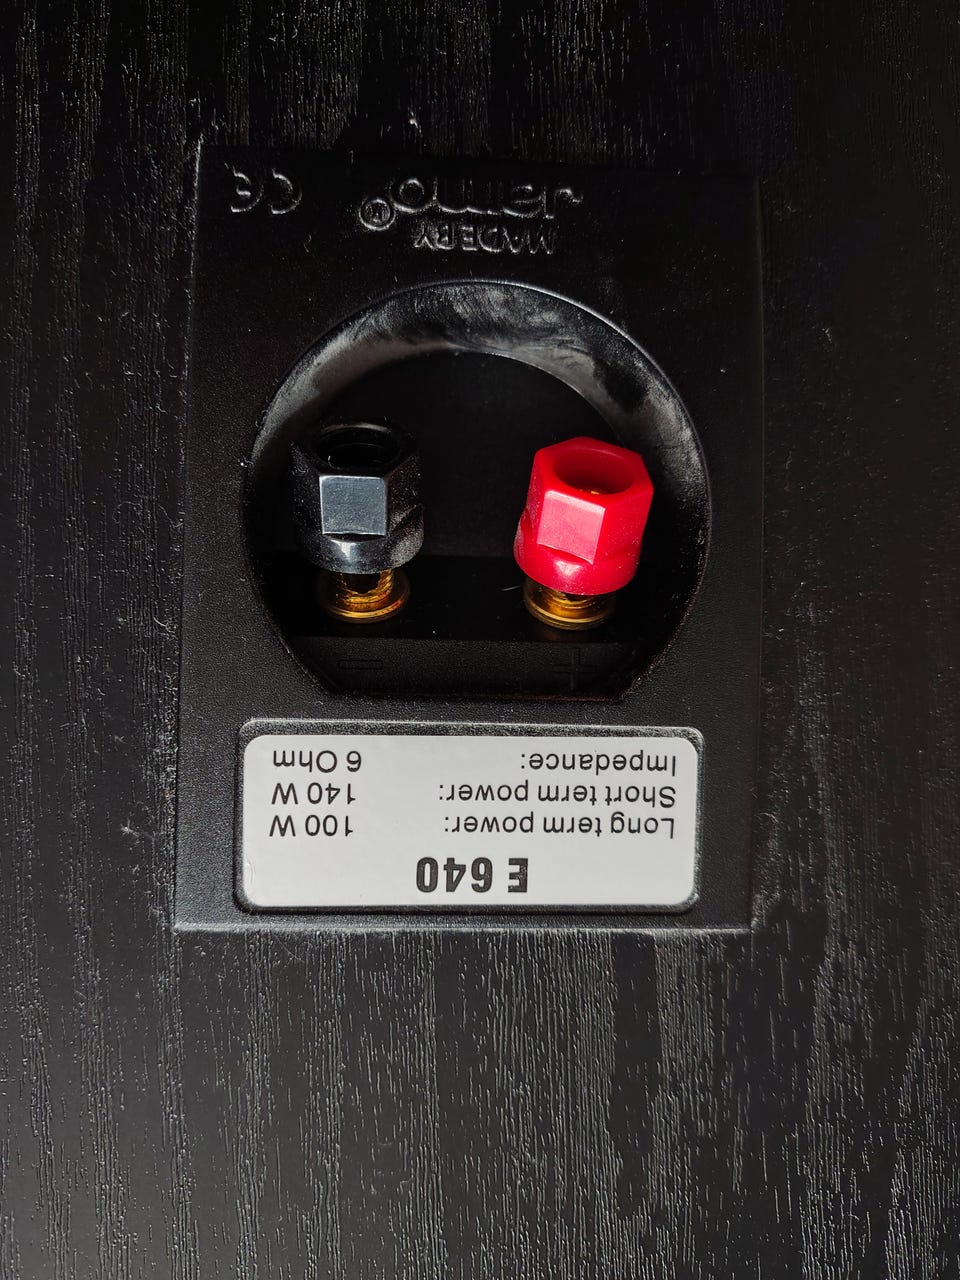 E 640
Long term power: 100 W
Short term power: 140 W
Impedance: 6 Ohm
+ −
MADE BY
Jamo® CE